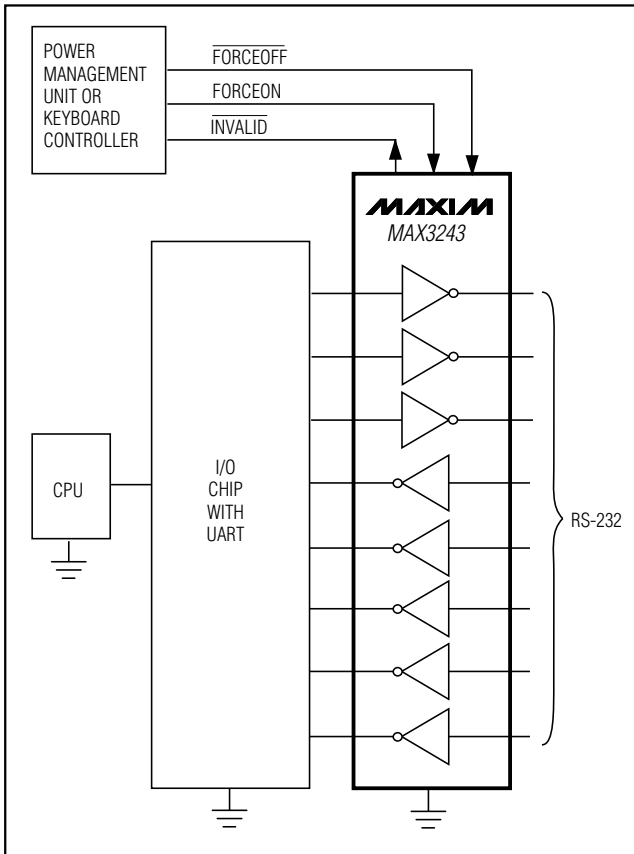 POWER
MANAGEMENT
UNIT OR
KEYBOARD
CONTROLLER
FORCEOFF
FORCEON
INVALID
MAXIM
MAX3243
CPU
I/O
CHIP
WITH
UART
RS-232